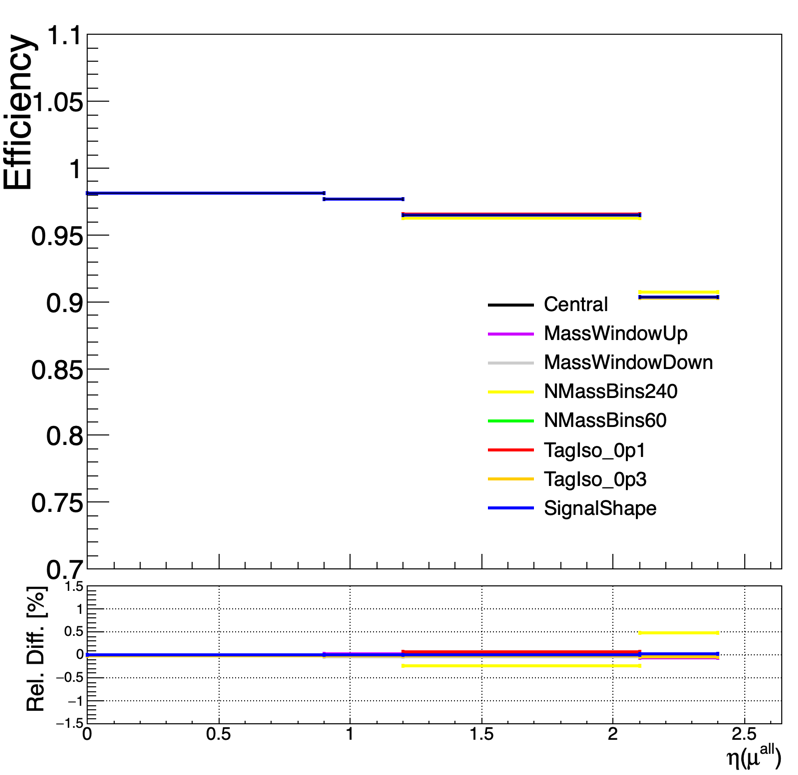 Efficiency
1.1
1.05
1
0.95
0.9
0.85
0.8
0.75
0.7
Central
MassWindowUp
MassWindowDown
NMassBins240
NMassBins60
TagIso_0p1
TagIso_0p3
SignalShape
Rel. Diff. [%]
1.5
1
0.5
0
−0.5
−1
−1.5
0 0.5 1 1.5 2 2.5
η(μ^all)